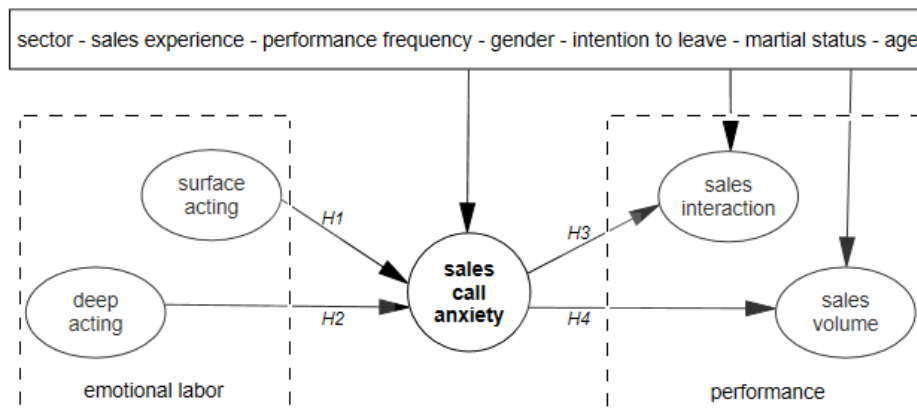 sector - sales experience - performance frequency - gender - intention to leave - martial status - age
surface
acting
H1
deep
acting
H2
emotional labor
sales
call
anxiety
H3
H4
sales
interaction
sales
volume
performance